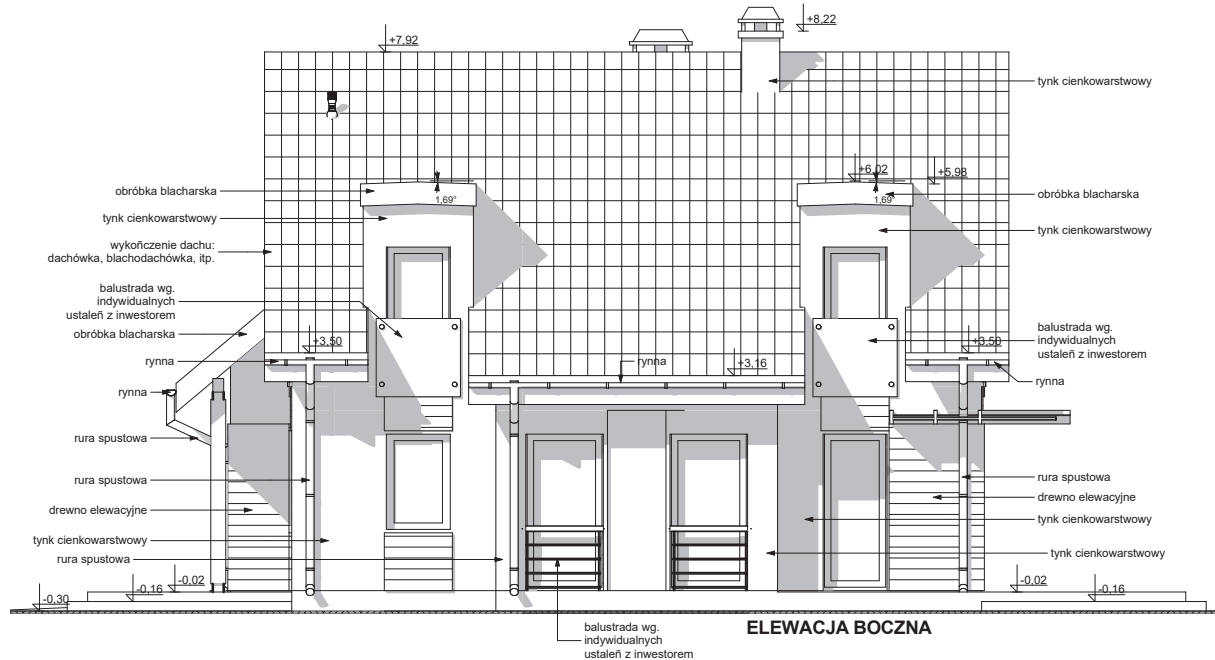 +8,22
+7,92
tynk cienkowarstwowy
+6,02
+5,98
obróbka blacharska
1,69°
1,69°
obróbka blacharska
tynk cienkowarstwowy
tynk cienkowarstwowy
wykończenie dachu:
dachówka, blachodachówka, itp.
balustrada wg.
indywidualnych
ustaleń z inwestorem
obróbka blacharska
+3,50
+3,50
balustrada wg.
indywidualnych
ustaleń z inwestorem
rynna
rynna
+3,16
rynna
rynna
rura spustowa
rura spustowa
rura spustowa
drewno elewacyjne
drewno elewacyjne
tynk cienkowarstwowy
tynk cienkowarstwowy
rura spustowa
tynk cienkowarstwowy
-0,02
-0,02
-0,16
-0,16
-0,30
balustrada wg.
indywidualnych
ustaleń z inwestorem
ELEWACJA BOCZNA